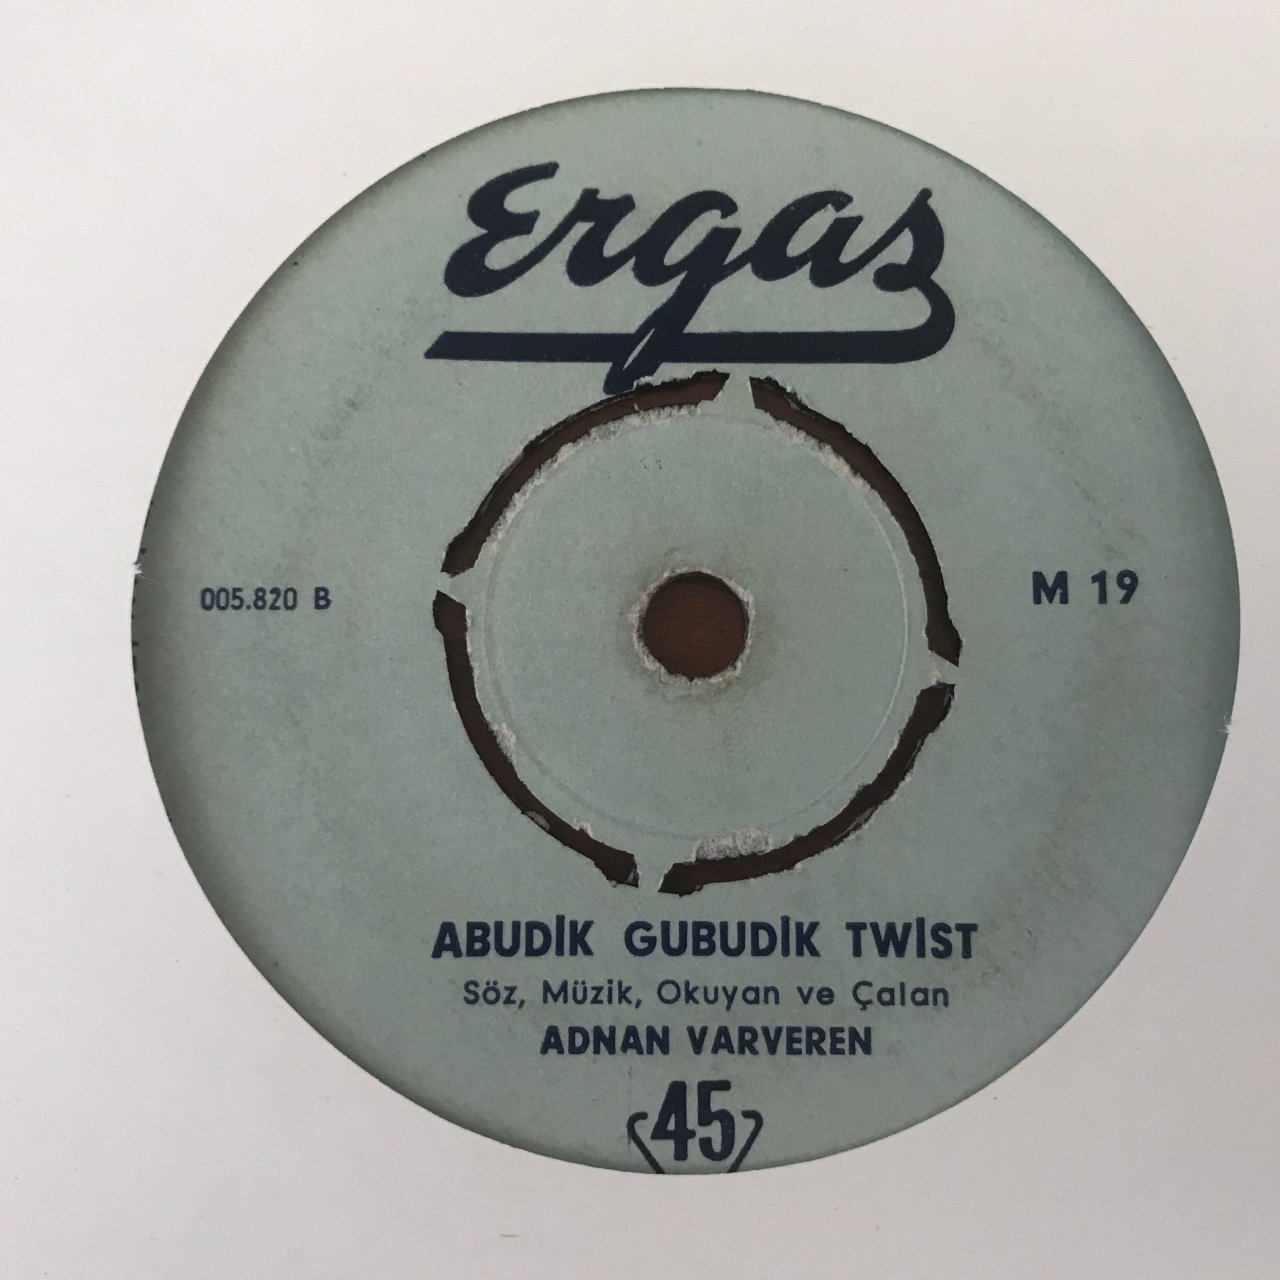 Ergas
005.820 B
M 19
ABUDİK GUBUDİK TWİST
Söz, Müzik, Okuyan ve Çalan
ADNAN VARVEREN
45